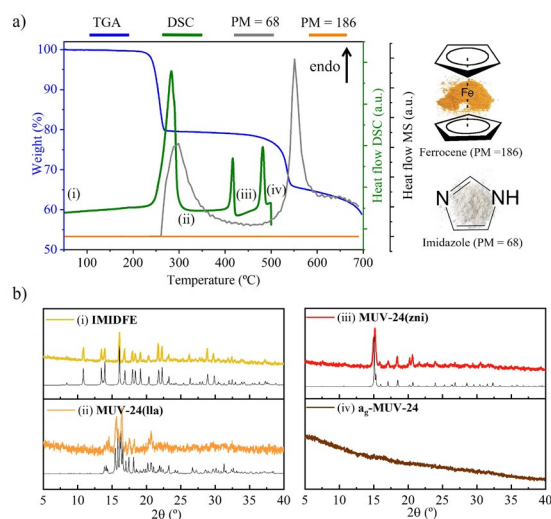 a)
TGA DSC PM = 68 PM = 186
endo
Weight (%)
100
90
80
70
60
50
(i)
(ii)
(iii)
(iv)
100 200 300 400 500 600 700
Temperature (ºC)
Heat flow DSC (a.u.)
Heat flow MS (a.u.)
Fe
Ferrocene (PM =186)
N
NH
Imidazole (PM = 68)
b)
(i) IMIDFE
(ii) MUV-24(lla)
5 10 15 20 25 30 35 40
2θ (º)
(iii) MUV-24(zni)
(iv) ag-MUV-24
5 10 15 20 25 30 35 40
2θ (º)